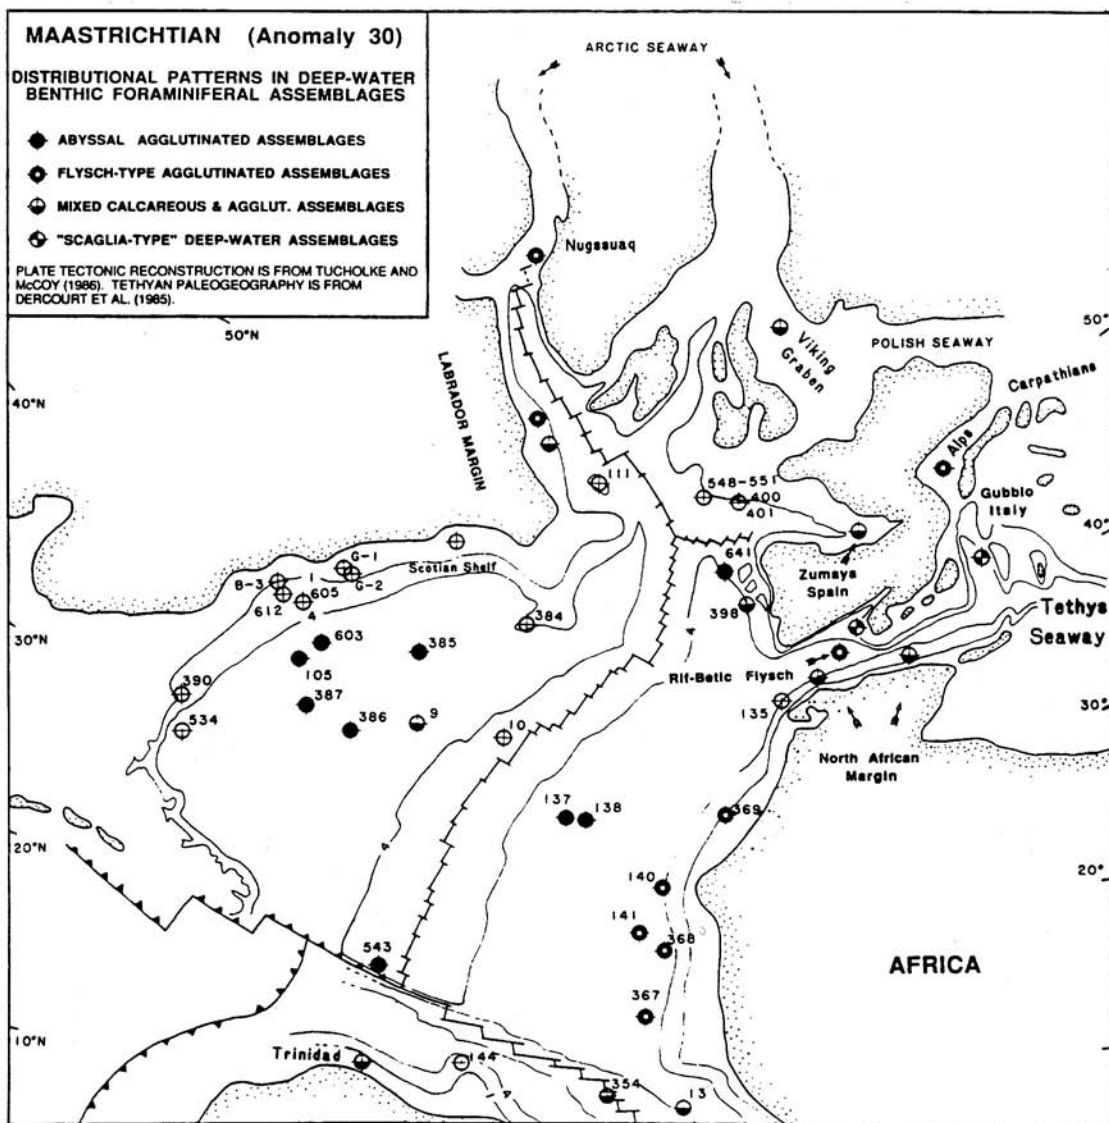 MAASTRICHTIAN (Anomaly 30)
DISTRIBUTIONAL PATTERNS IN DEEP-WATER
BENTHIC FORAMINIFERAL ASSEMBLAGES
ABYSSAL AGGLUTINATED ASSEMBLAGES
FLYSCH-TYPE AGGLUTINATED ASSEMBLAGES
MIXED CALCAREOUS & AGGLUT. ASSEMBLAGES
"SCAGLIA-TYPE" DEEP-WATER ASSEMBLAGES
PLATE TECTONIC RECONSTRUCTION IS FROM TUCHOLKE AND
McCOY (1986). TETHYAN PALEOGEOGRAPHY IS FROM
DERCOURT ET AL. (1985).
ARCTIC SEAWAY
Nugssuaq
50°N
50°
Viking
Graben
POLISH SEAWAY
Carpathians
40°N
LABRADOR MARGIN
Alps
Gubbio
Italy
111
548-551
400
401
40°
G-1
G-2
Scotian Shelf
B-3
1
605
612
4
641
Zumaya
Spain
384
398
4
Tethys
Seaway
30°N
603
385
105
Rif-Betic Flysch
390
387
135
30°
534
386
9
10
North African
Margin
137
138
369
20°N
4
140
20°
141
368
543
AFRICA
367
10°N
Trinidad
144
4
354
13